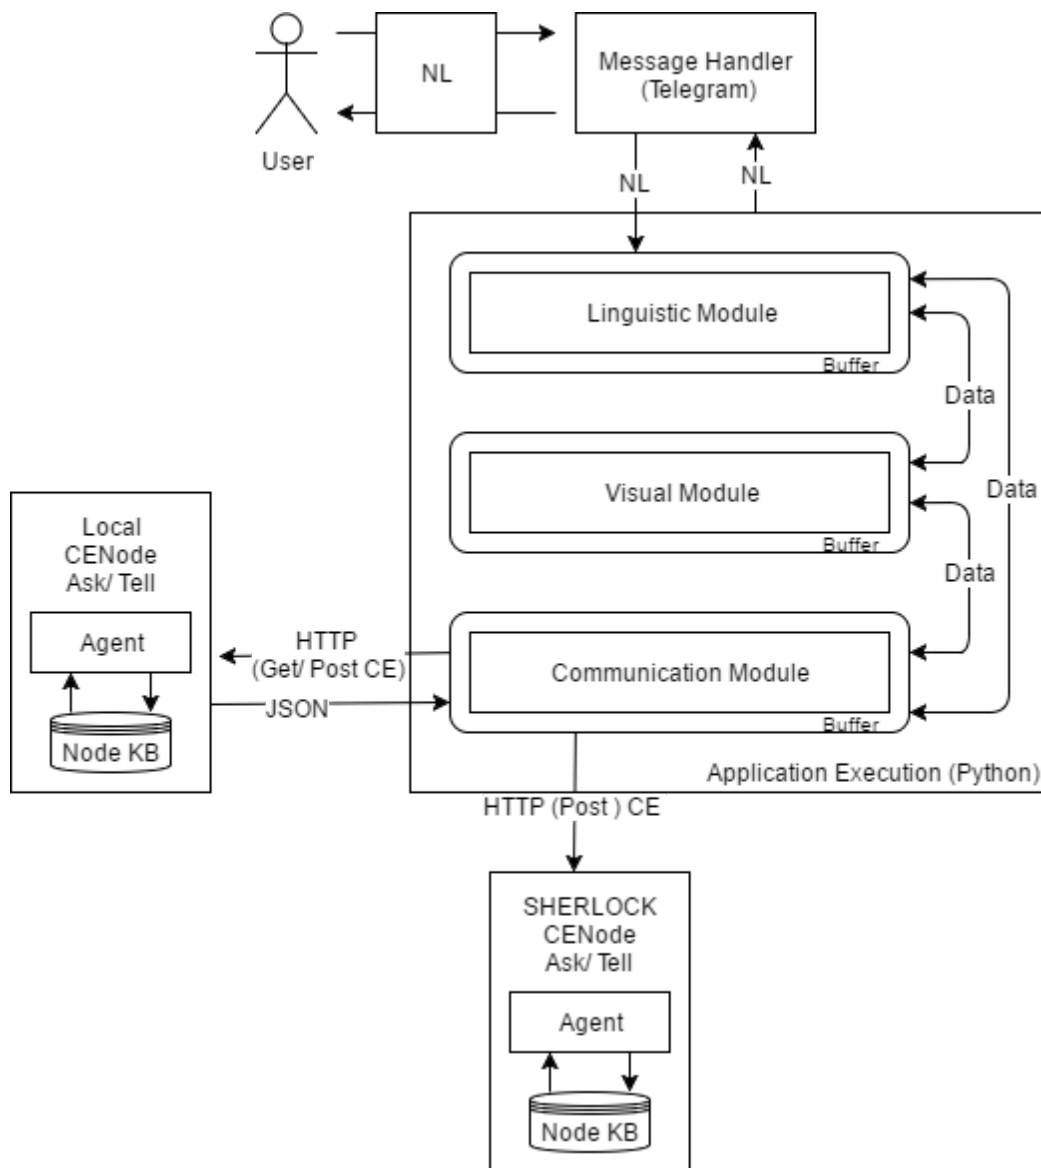 NL
Message Handler
(Telegram)
User
NL
NL
Linguistic Module
Buffer
Data
Visual Module
Data
Buffer
Local
CENode
Ask/ Tell
Data
Agent
HTTP
(Get/ Post CE)
Communication Module
JSON
Buffer
Node KB
Application Execution (Python)
HTTP (Post ) CE
SHERLOCK
CENode
Ask/ Tell
Agent
Node KB